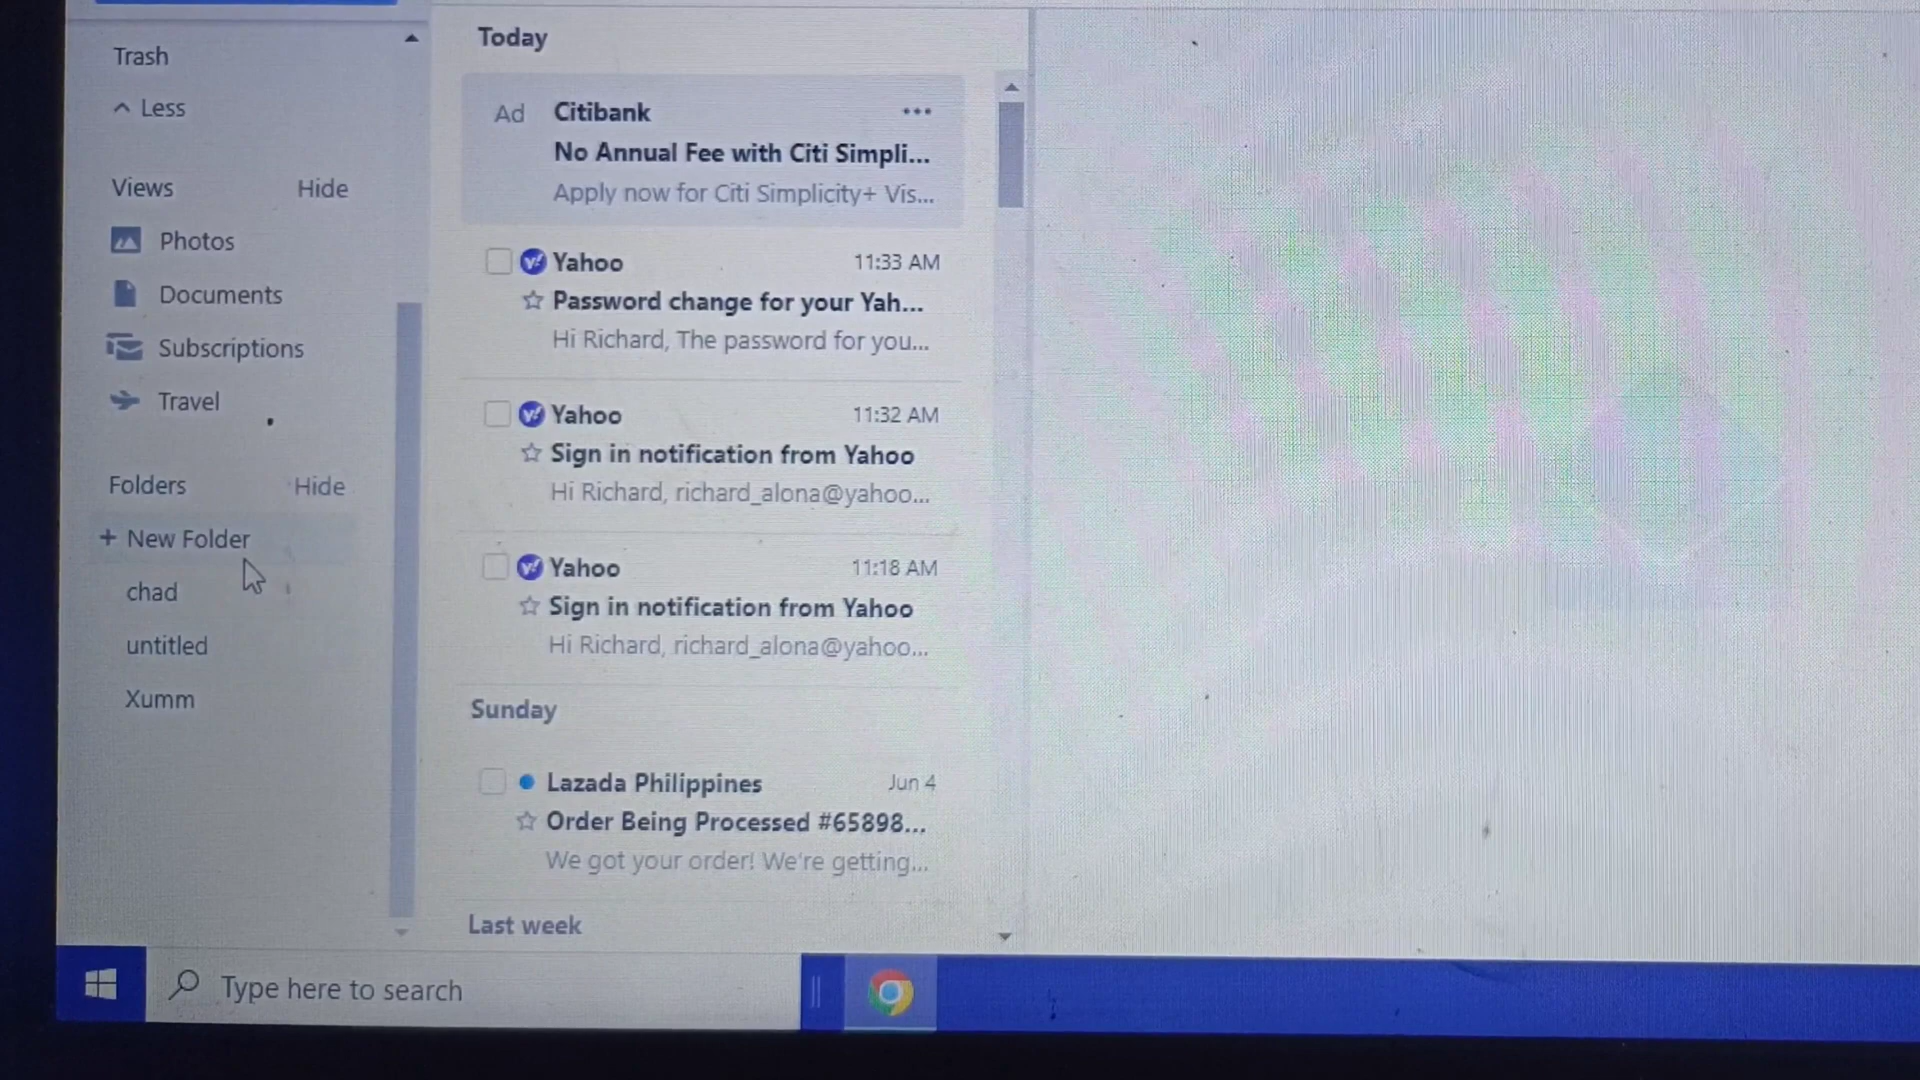 Trash
Less
Views Hide
Photos
Documents
Subscriptions
Travel
Folders Hide
+ New Folder
chad
untitled
Xumm
Today
Ad Citibank ...
No Annual Fee with Citi Simpli...
Apply now for Citi Simplicity+ Vis...
Yahoo 11:33 AM
Password change for your Yah...
Hi Richard, The password for you...
Yahoo 11:32 AM
Sign in notification from Yahoo
Hi Richard, richard_alona@yahoo...
Yahoo 11:18 AM
Sign in notification from Yahoo
Hi Richard, richard_alona@yahoo...
Sunday
Lazada Philippines Jun 4
Order Being Processed #65898...
We got your order! We're getting...
Last week
Type here to search